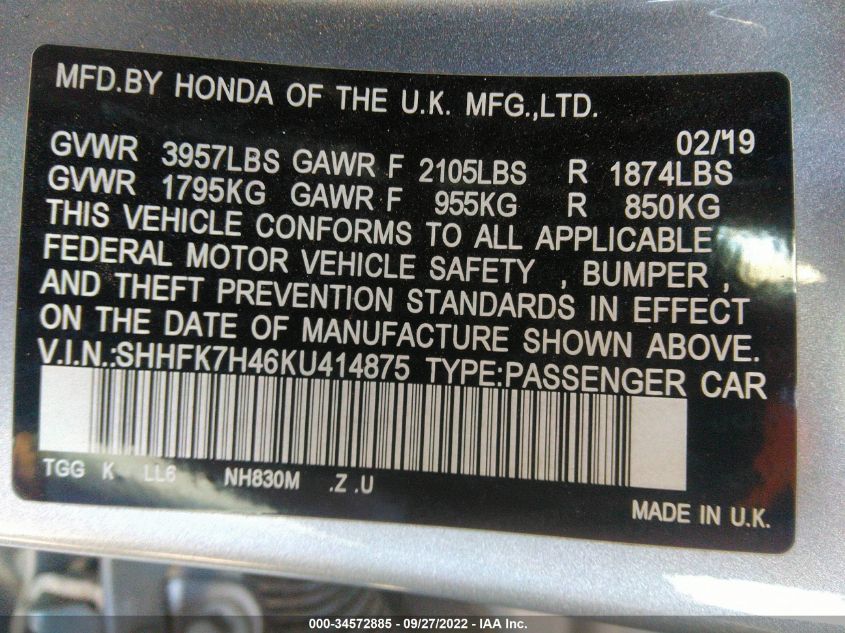 MFD.BY HONDA OF THE U.K. MFG.,LTD.
02/19
GVWR 3957LBS GAWR F 2105LBS R 1874LBS
GVWR 1795KG GAWR F 955KG R 850KG
THIS VEHICLE CONFORMS TO ALL APPLICABLE
FEDERAL MOTOR VEHICLE SAFETY , BUMPER ,
AND THEFT PREVENTION STANDARDS IN EFFECT
ON THE DATE OF MANUFACTURE SHOWN ABOVE.
V.I.N.:SHHFK7H46KU414875 TYPE:PASSENGER CAR
TGG K LL6 NH830M .Z .U
MADE IN U.K.
000-34572885 - 09/27/2022 - IAA Inc.